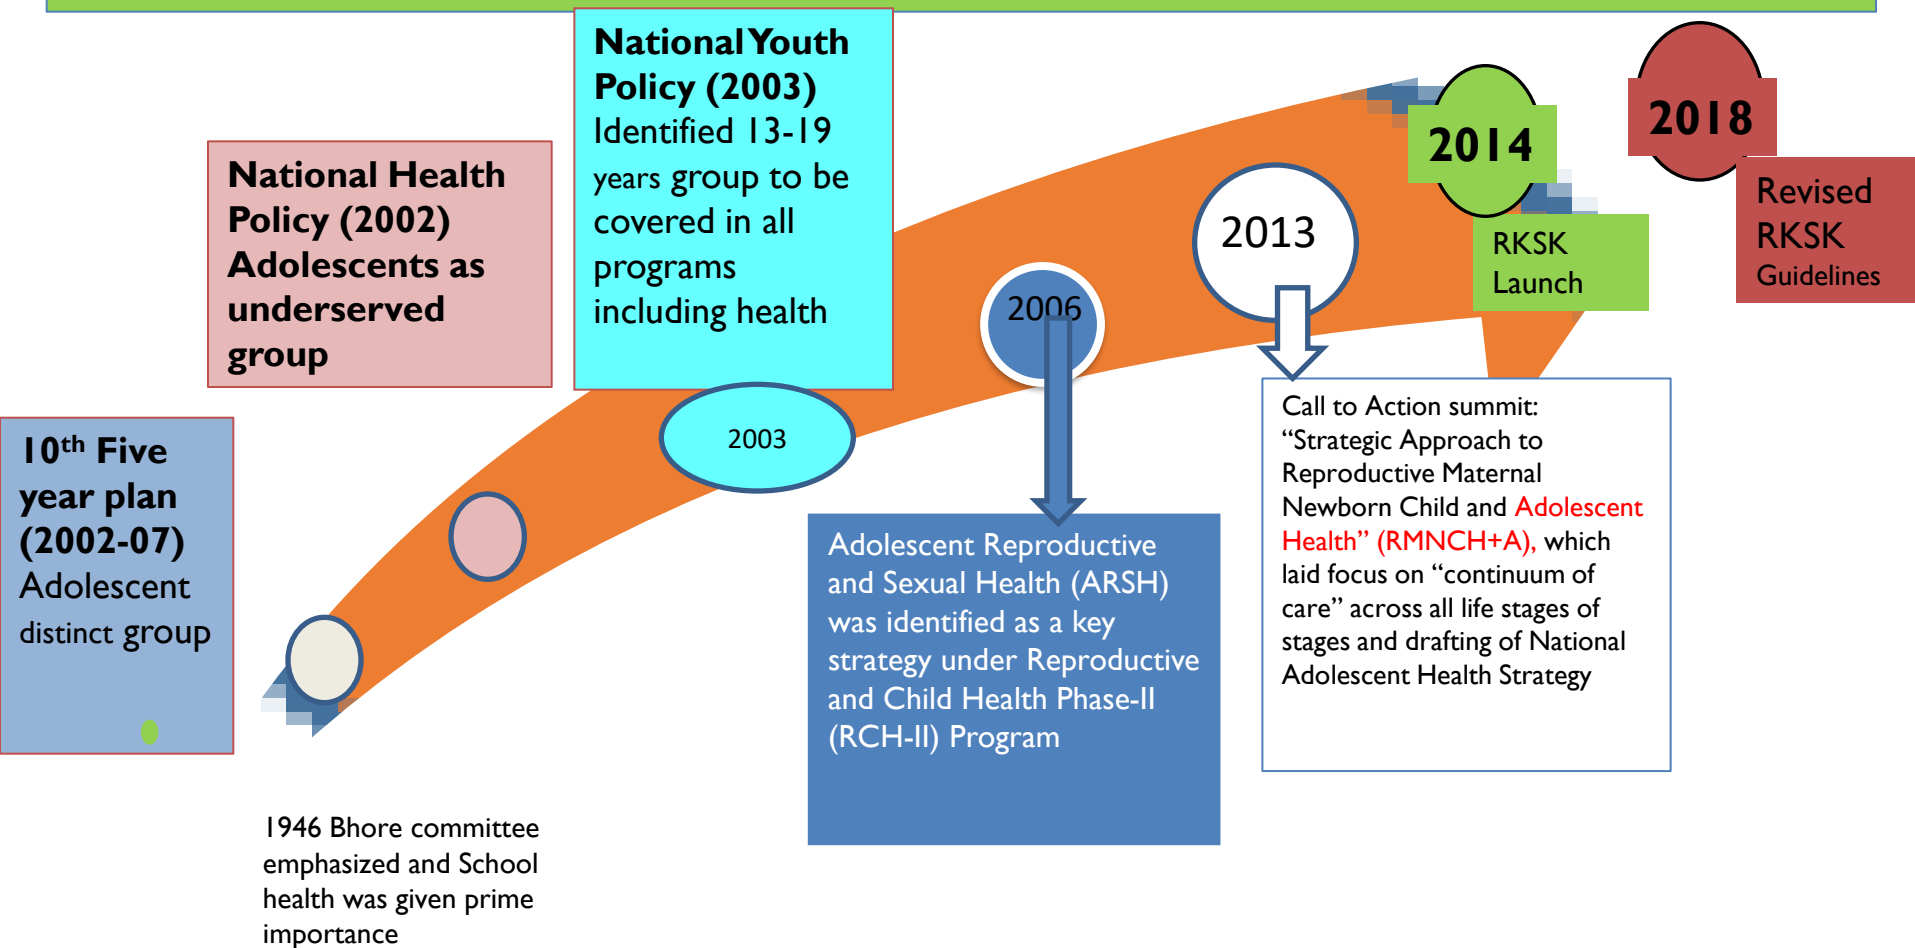 10th Five
year plan
(2002-07)
Adolescent
distinct group
National Health
Policy (2002)
Adolescents as
underserved
group
National Youth
Policy (2003)
Identified 13-19
years group to be
covered in all
programs
including health
2003
2006
2013
2014
RKSK
Launch
2018
Revised
RKSK
Guidelines
Adolescent Reproductive
and Sexual Health (ARSH)
was identified as a key
strategy under Reproductive
and Child Health Phase-II
(RCH-II) Program
Call to Action summit:
“Strategic Approach to
Reproductive Maternal
Newborn Child and Adolescent
Health” (RMNCH+A), which
laid focus on “continuum of
care” across all life stages of
stages and drafting of National
Adolescent Health Strategy
1946 Bhore committee
emphasized and School
health was given prime
importance